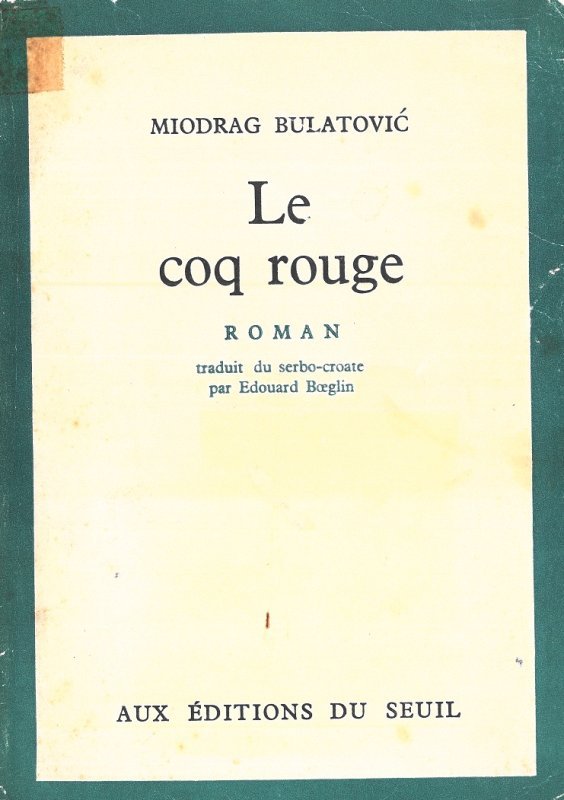 MIODRAG BULATOVIĆ
Le
coq rouge
ROMAN
traduit du serbo-croate
par Edouard Bœglin
AUX ÉDITIONS DU SEUIL